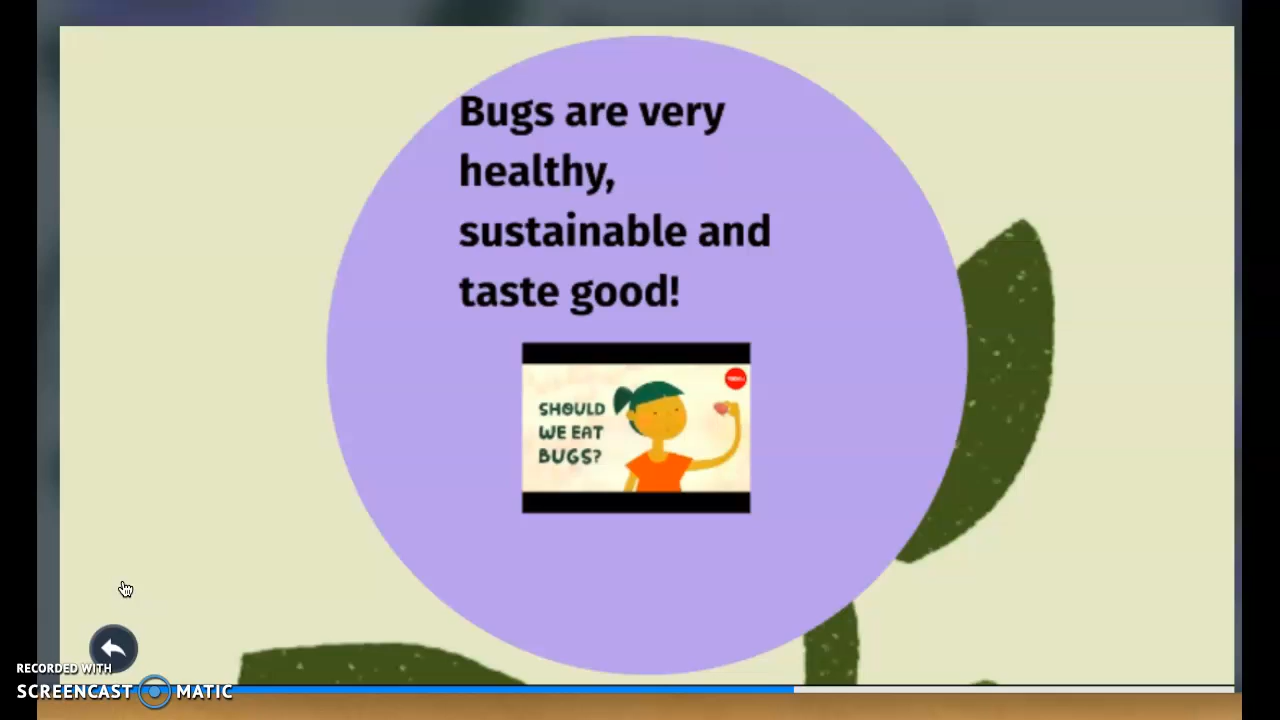 Bugs are very
healthy,
sustainable and
taste good!
SHOULD
WE EAT
BUGS?
RECORDED WITH
SCREENCAST MATIC